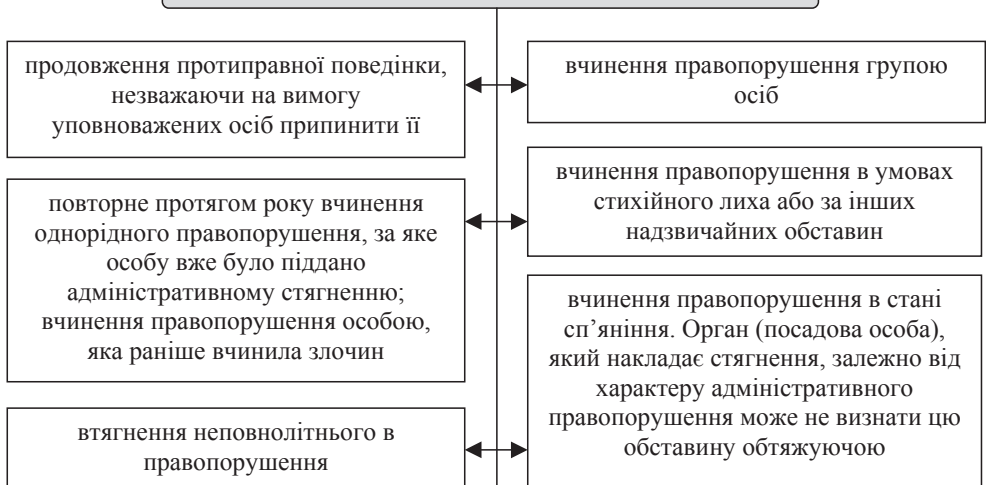 продовження протиправної поведінки,
незважаючи на вимогу
уповноважених осіб припинити її
вчинення правопорушення групою
осіб
повторне протягом року вчинення
однорідного правопорушення, за яке
особу вже було піддано
адміністративному стягненню;
вчинення правопорушення особою,
яка раніше вчинила злочин
вчинення правопорушення в умовах
стихійного лиха або за інших
надзвичайних обставин
втягнення неповнолітнього в
правопорушення
вчинення правопорушення в стані
сп’яніння. Орган (посадова особа),
який накладає стягнення, залежно від
характеру адміністративного
правопорушення може не визнати цю
обставину обтяжуючою